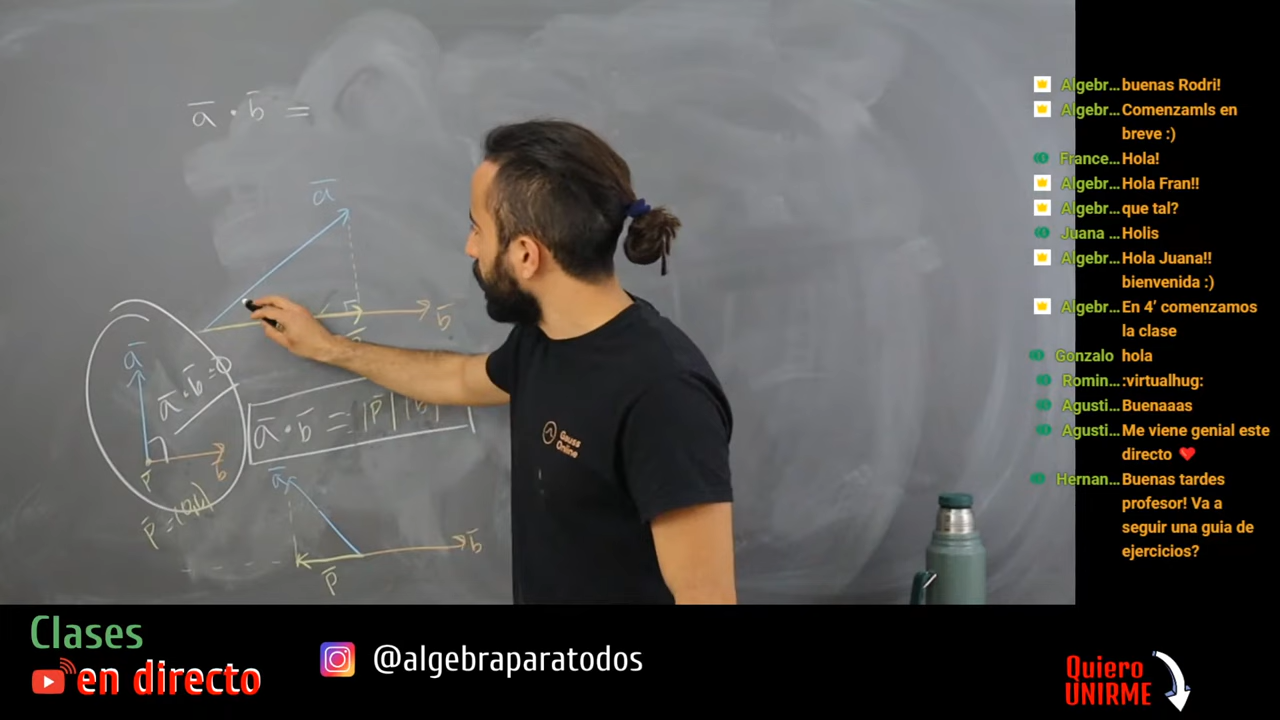 a̅ · b̅ =
a̅
b̅
a̅
a̅ · b̅ = 0
b̅
p̅
a̅ · b̅ = |p̅| |b̅|
a̅
b̅
p̅
Gauss
Online
Algebr... buenas Rodri!
Algebr... Comenzamls en
breve :)
France... Hola!
Algebr... Hola Fran!!
Algebr... que tal?
Juana ... Holis
Algebr... Hola Juana!!
bienvenida :)
Algebr... En 4' comenzamos
la clase
Gonzalo hola
Romin... :virtualhug:
Agusti... Buenaaas
Agusti... Me viene genial este
directo ❤️
Hernan... Buenas tardes
profesor! Va a
seguir una guia de
ejercicios?
Clases
en directo
@algebraparatodos
Quiero
UNIRME